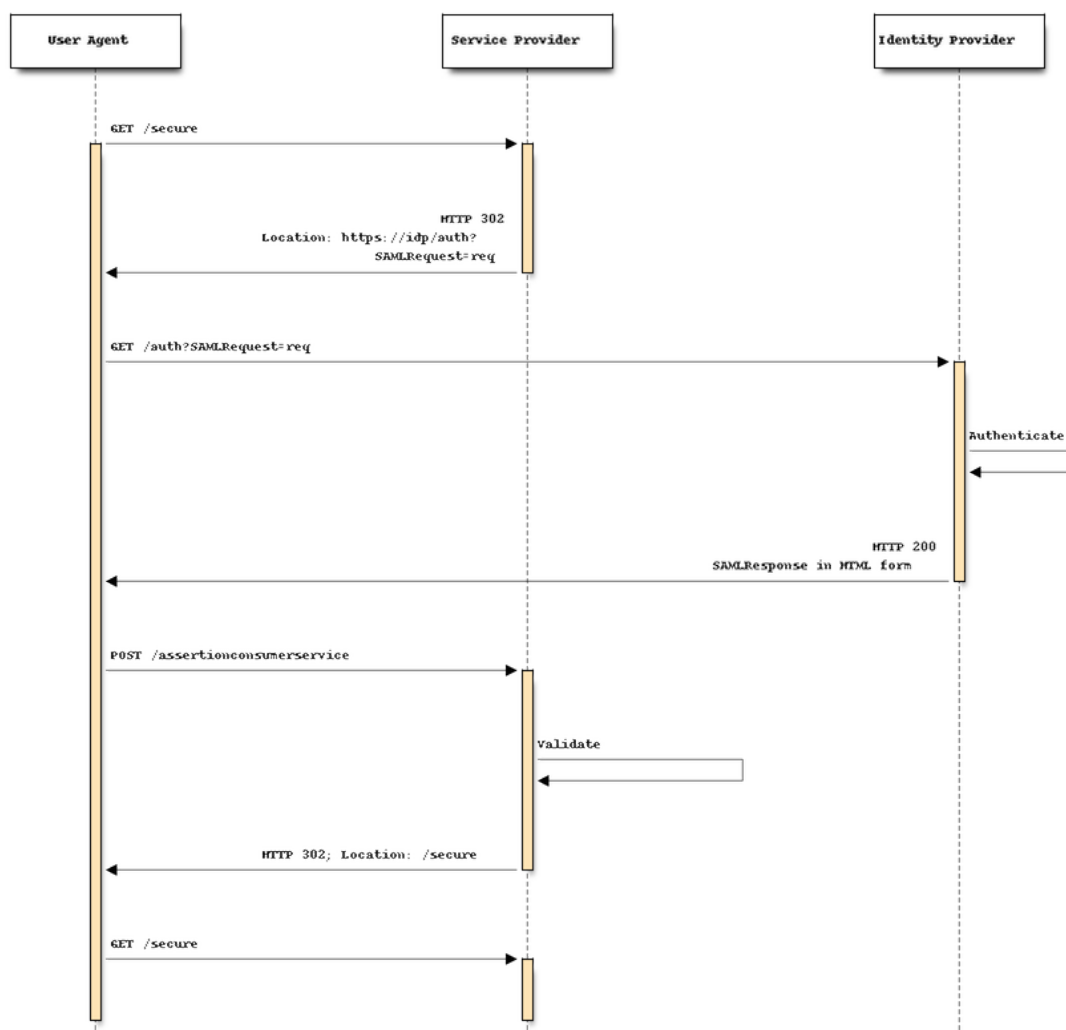 User Agent
Service Provider
Identity Provider
GET /secure
HTTP 302
Location: https://idp/auth?
SAMLRequest=req
GET /auth?SAMLRequest=req
Authenticate
HTTP 200
SAMLResponse in HTML form
POST /assertionconsumerservice
Validate
HTTP 302; Location: /secure
GET /secure